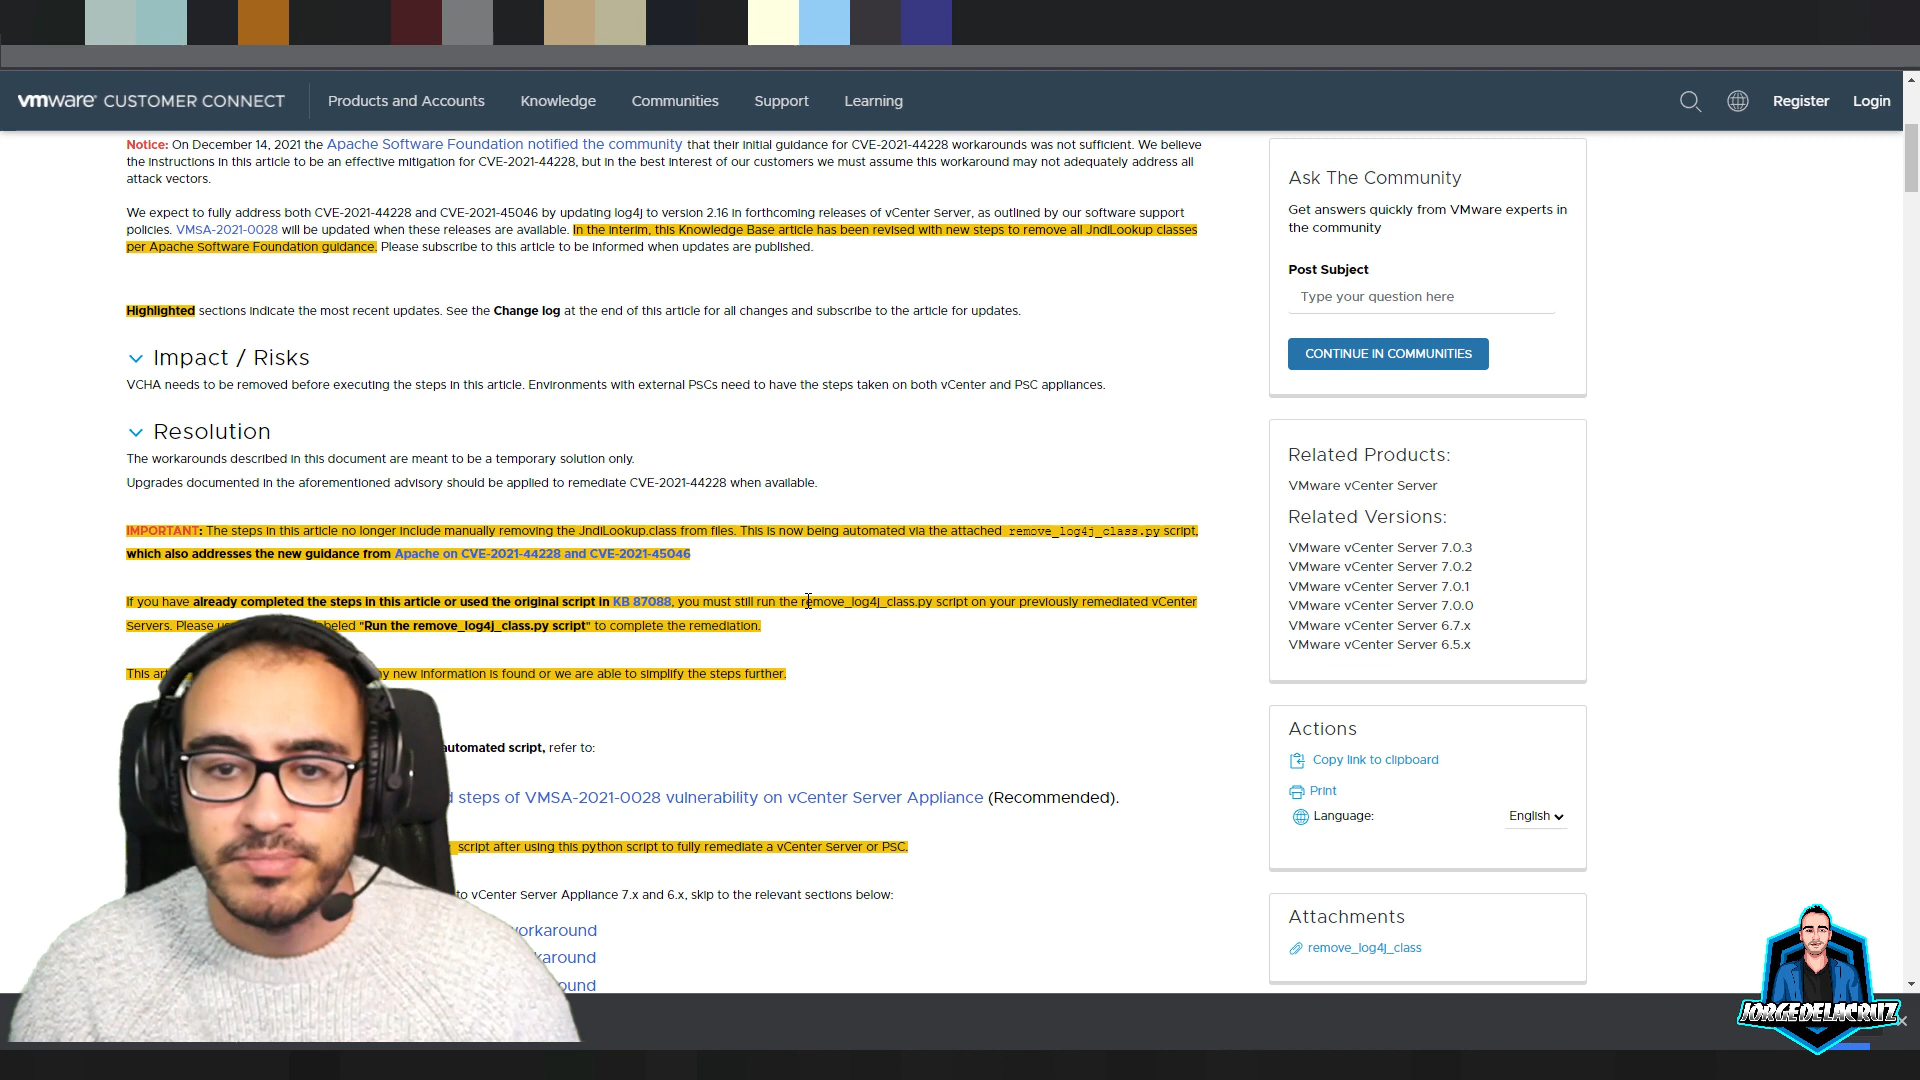 vmware CUSTOMER CONNECT
Products and Accounts
Knowledge
Communities
Support
Learning
Register
Login
Notice: On December 14, 2021 the Apache Software Foundation notified the community that their initial guidance for CVE-2021-44228 workarounds was not sufficient. We believe
the instructions in this article to be an effective mitigation for CVE-2021-44228, but in the best interest of our customers we must assume this workaround may not adequately address all
attack vectors.
We expect to fully address both CVE-2021-44228 and CVE-2021-45046 by updating log4j to version 2.16 in forthcoming releases of vCenter Server, as outlined by our software support
policies. VMSA-2021-0028 will be updated when these releases are available. In the interim, this Knowledge Base article has been revised with new steps to remove all JndiLookup classes
per Apache Software Foundation guidance. Please subscribe to this article to be informed when updates are published.
Highlighted sections indicate the most recent updates. See the Change log at the end of this article for all changes and subscribe to the article for updates.
Impact / Risks
VCHA needs to be removed before executing the steps in this article. Environments with external PSCs need to have the steps taken on both vCenter and PSC appliances.
Resolution
The workarounds described in this document are meant to be a temporary solution only.
Upgrades documented in the aforementioned advisory should be applied to remediate CVE-2021-44228 when available.
IMPORTANT: The steps in this article no longer include manually removing the JndiLookup.class from files. This is now being automated via the attached remove_log4j_class.py script,
which also addresses the new guidance from Apache on CVE-2021-44228 and CVE-2021-45046
If you have already completed the steps in this article or used the original script in KB 87088, you must still run the remove_log4j_class.py script on your previously remediated vCenter
Servers. Please "Run the remove_log4j_class.py script" to complete the remediation.
This new information is found or we are able to simplify the steps further.
automated script, refer to:
steps of VMSA-2021-0028 vulnerability on vCenter Server Appliance (Recommended).
script after using this python script to fully remediate a vCenter Server or PSC.
to vCenter Server Appliance 7.x and 6.x, skip to the relevant sections below:
Ask The Community
Get answers quickly from VMware experts in
the community
Post Subject
Type your question here
CONTINUE IN COMMUNITIES
Related Products:
VMware vCenter Server
Related Versions:
VMware vCenter Server 7.0.3
VMware vCenter Server 7.0.2
VMware vCenter Server 7.0.1
VMware vCenter Server 7.0.0
VMware vCenter Server 6.7.x
VMware vCenter Server 6.5.x
Actions
Copy link to clipboard
Print
Language:
English
Attachments
remove_log4j_class
JORGEDELACRUZ